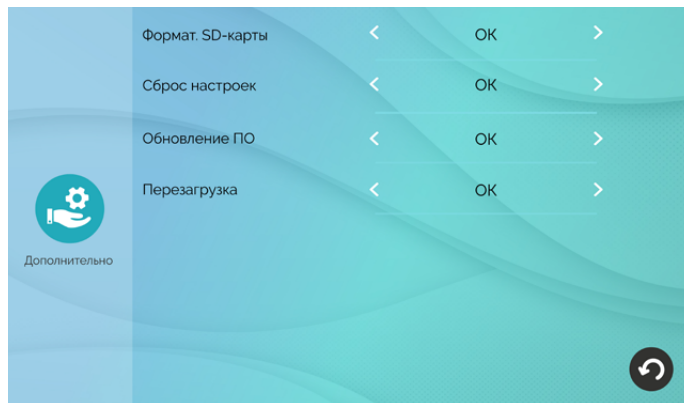 Формат. SD-карты OK
Сброс настроек OK
Обновление ПО OK
Перезагрузка OK
Дополнительно